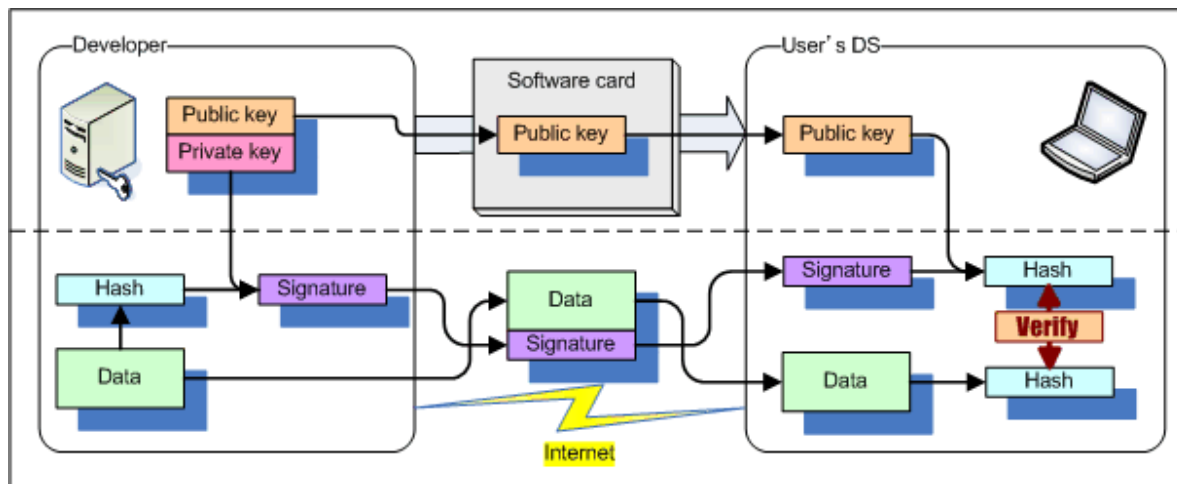 Developer
User's DS
Software card
Public key
Private key
Public key
Public key
Hash
Signature
Data
Data
Signature
Internet
Signature
Hash
Verify
Data
Hash